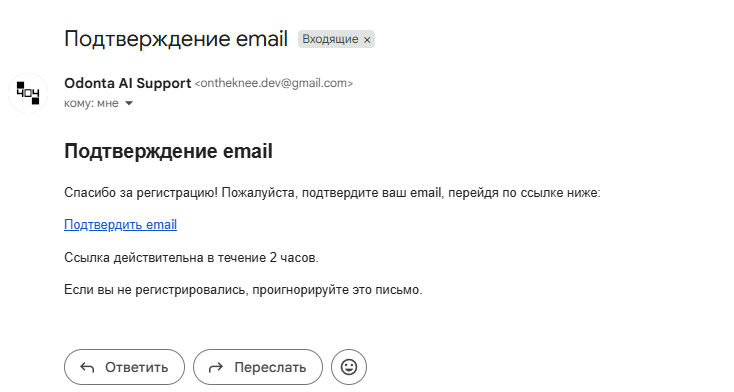 Подтверждение email Входящие ×
404
Odonta AI Support <ontheknee.dev@gmail.com>
кому: мне
Подтверждение email
Спасибо за регистрацию! Пожалуйста, подтвердите ваш email, перейдя по ссылке ниже:
Подтвердить email
Ссылка действительна в течение 2 часов.
Если вы не регистрировались, проигнорируйте это письмо.
Ответить Переслать